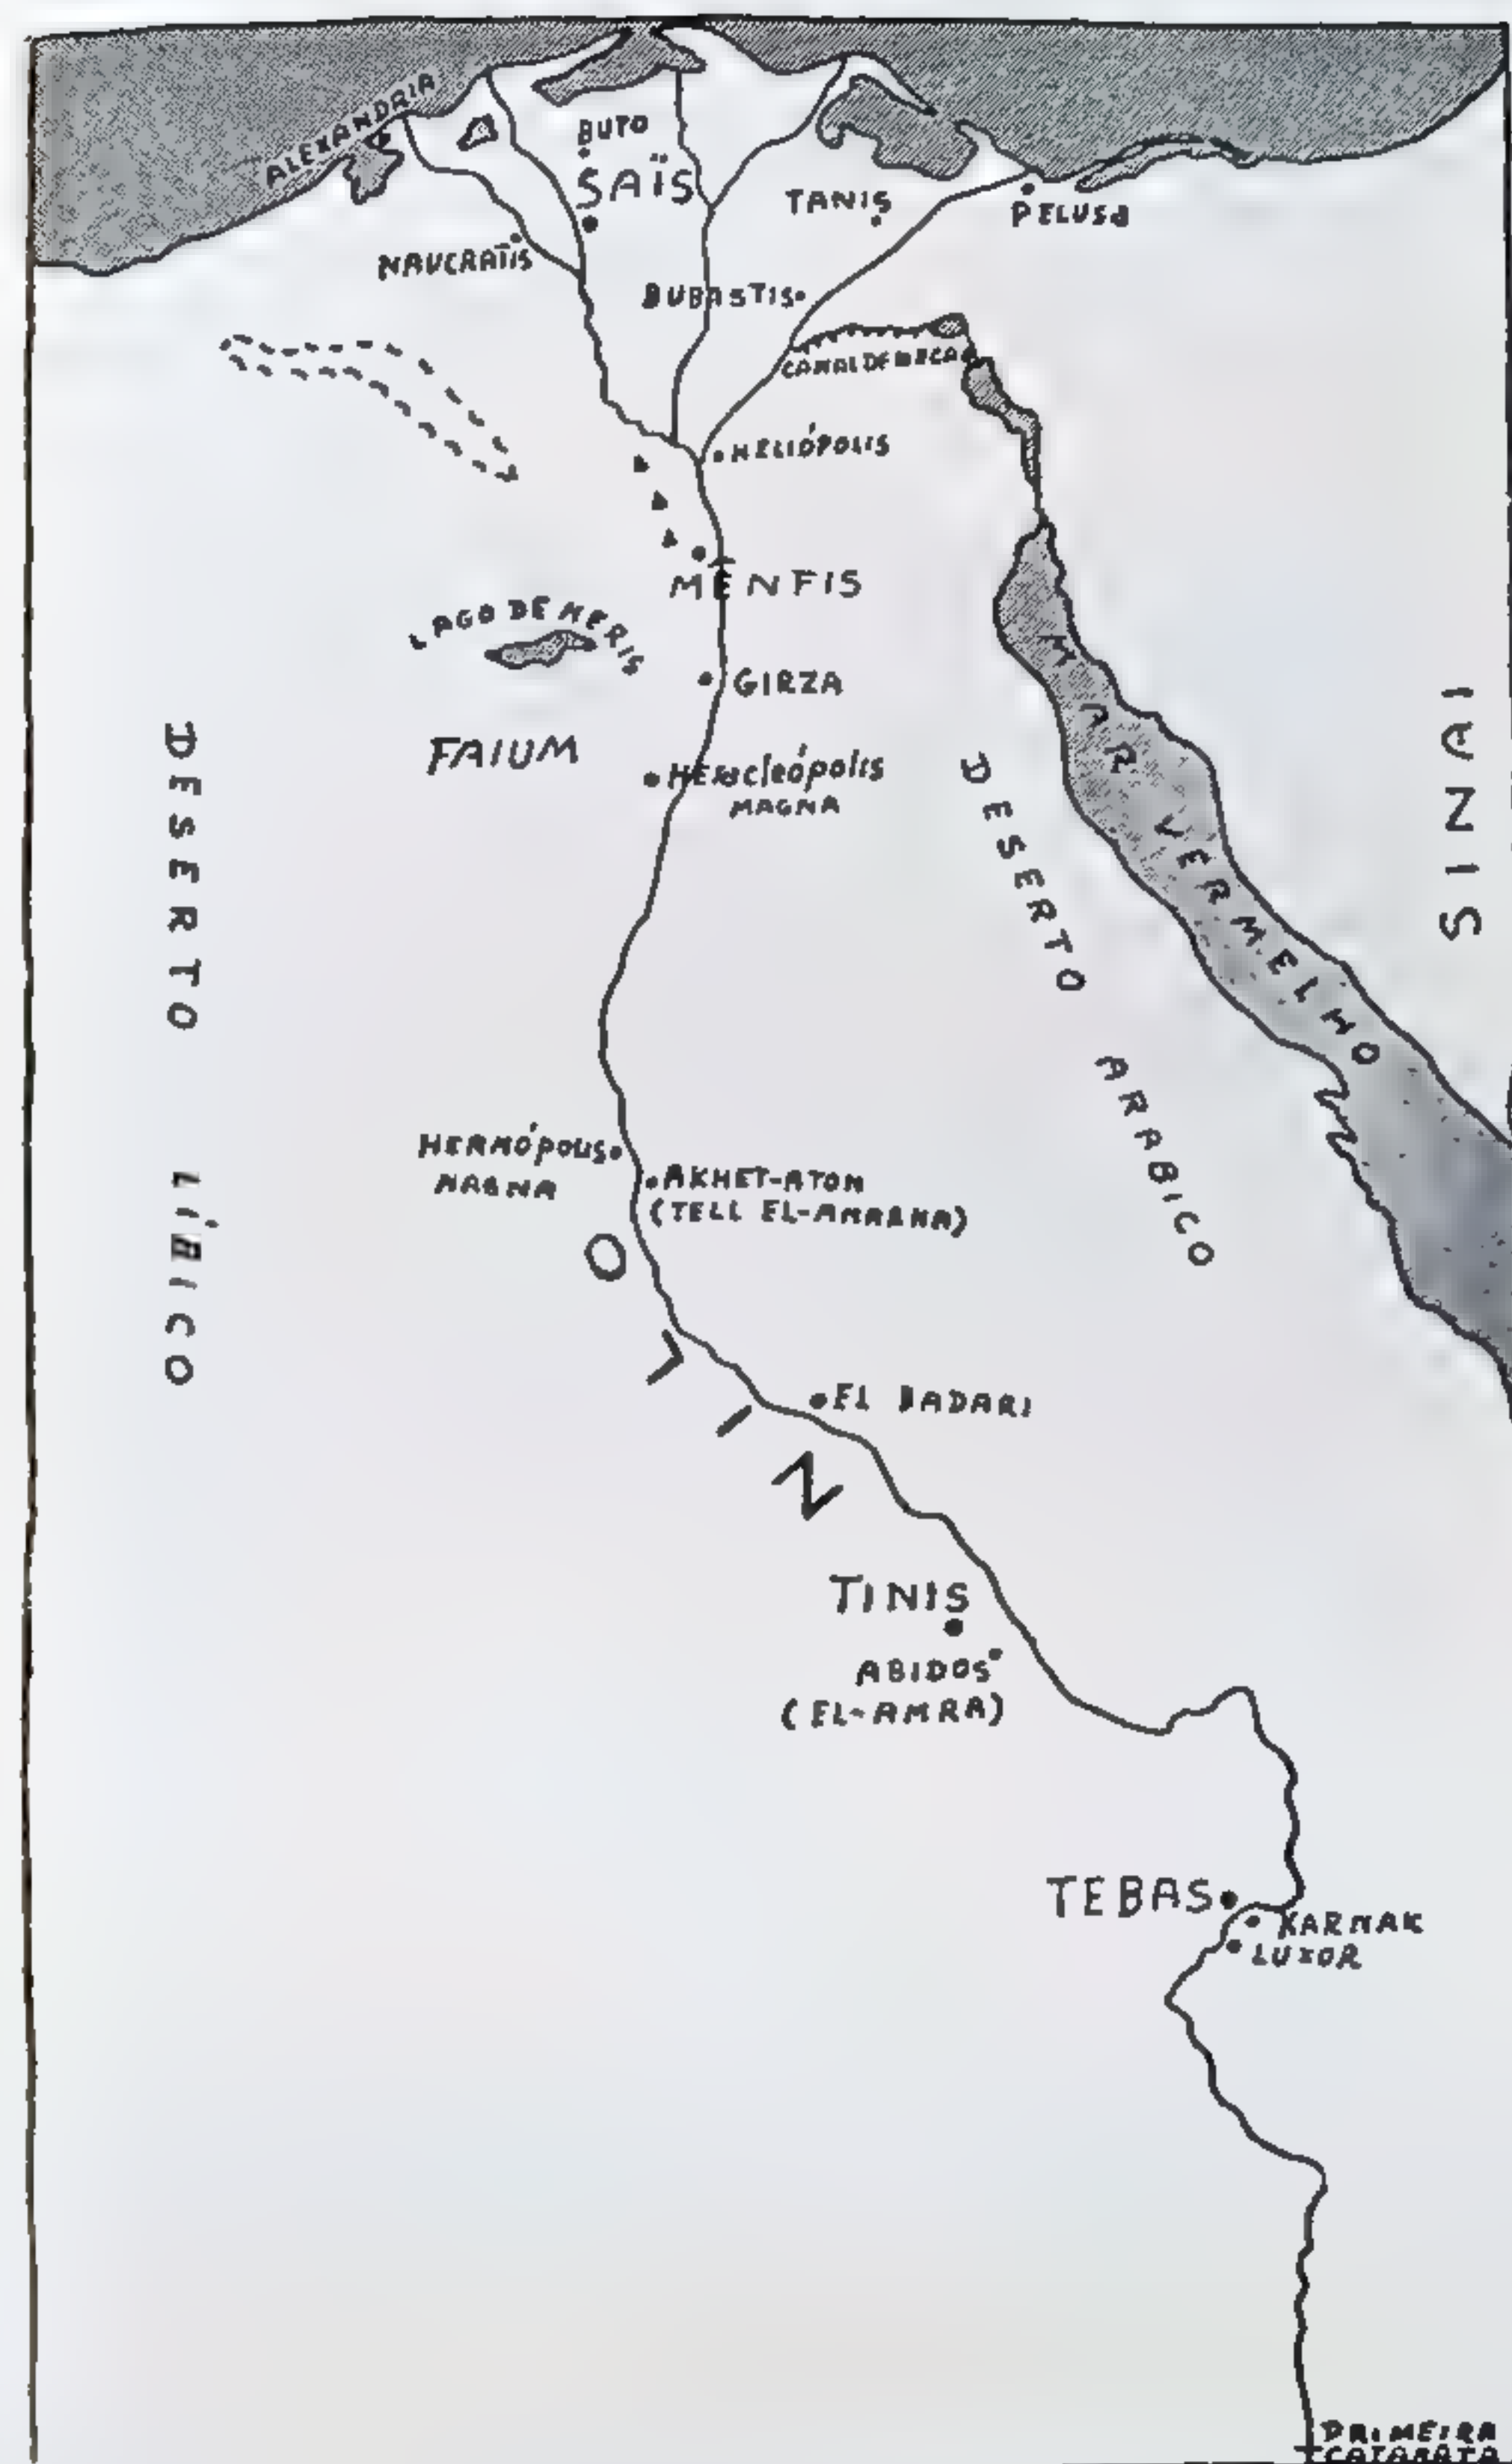 ALEXANDRIA
BUTO
SAÏS
TANIS
PELUSA
NAUCRATIS
BUBASTIS
CANAL DE NECAO
HELIÓPOLIS
MÊNFIS
LAGO DE MERIS
GIRZA
FAIUM
HERACLEÓPOLIS
MAGNA
MAR VERMELHO
SINAI
DESERTO LÍBICO
DESERTO ARABICO
HERMÓPOLIS
MAGNA
AKHET-ATON
(TELL EL-AMARNA)
NILO
EL BADARI
TINIS
ABIDOS
(EL-AMRA)
TEBAS
KARNAK
LUXOR
PRIMEIRA
CATARATA